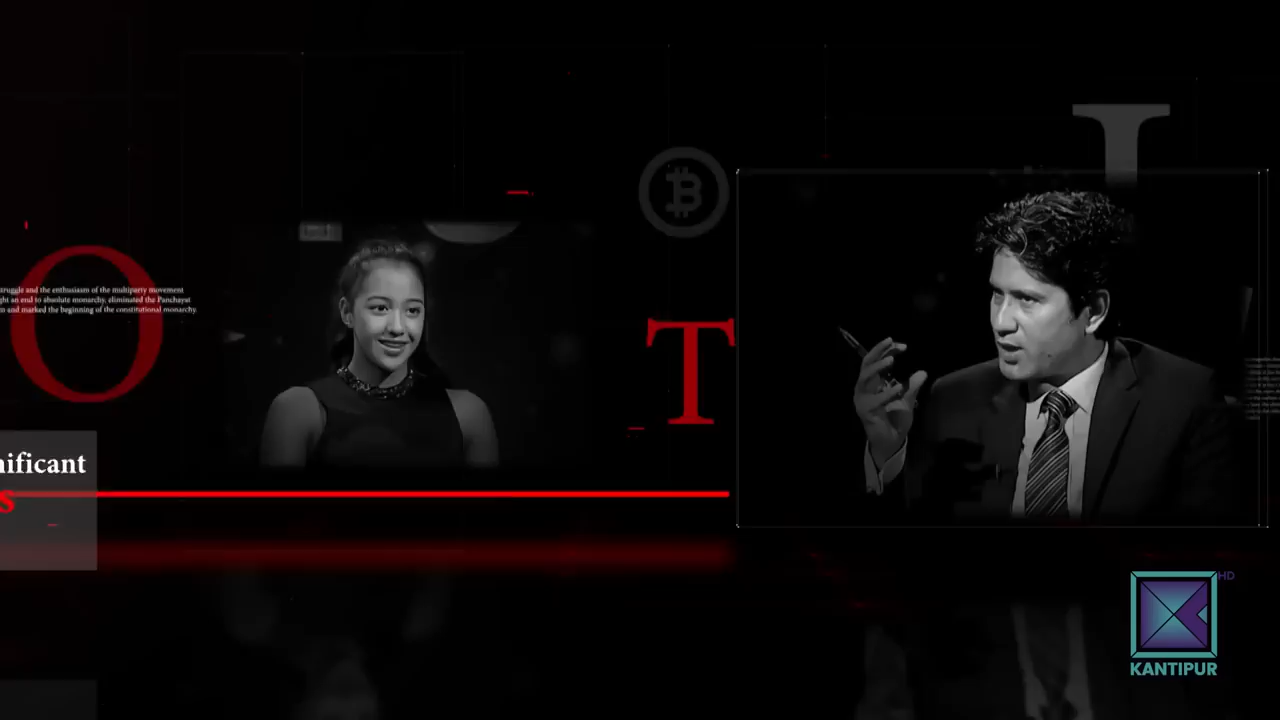 I
O
truggle and the enthusiasm of the multiparty movement
ght an end to absolute monarchy, eliminated the Panchayat
m and marked the beginning of the constitutional monarchy.
T
nificant
s
HD
KANTIPUR